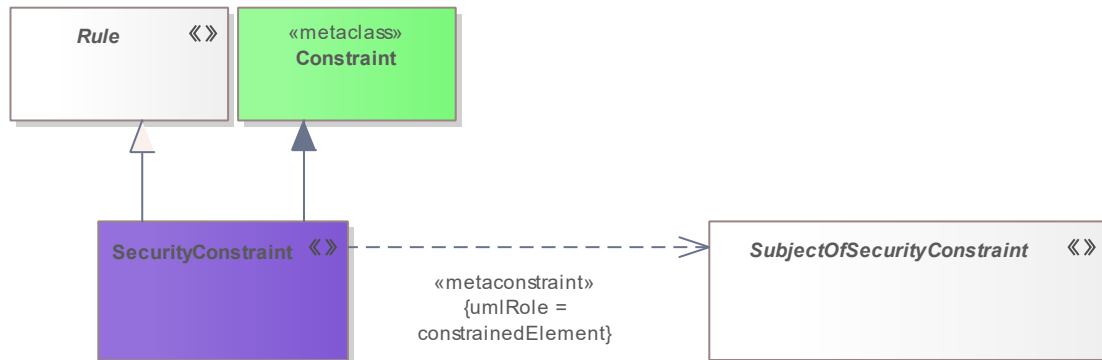 Rule «»
«metaclass»
Constraint
SecurityConstraint «»
SubjectOfSecurityConstraint «»
«metaconstraint»
{umlRole =
constrainedElement}